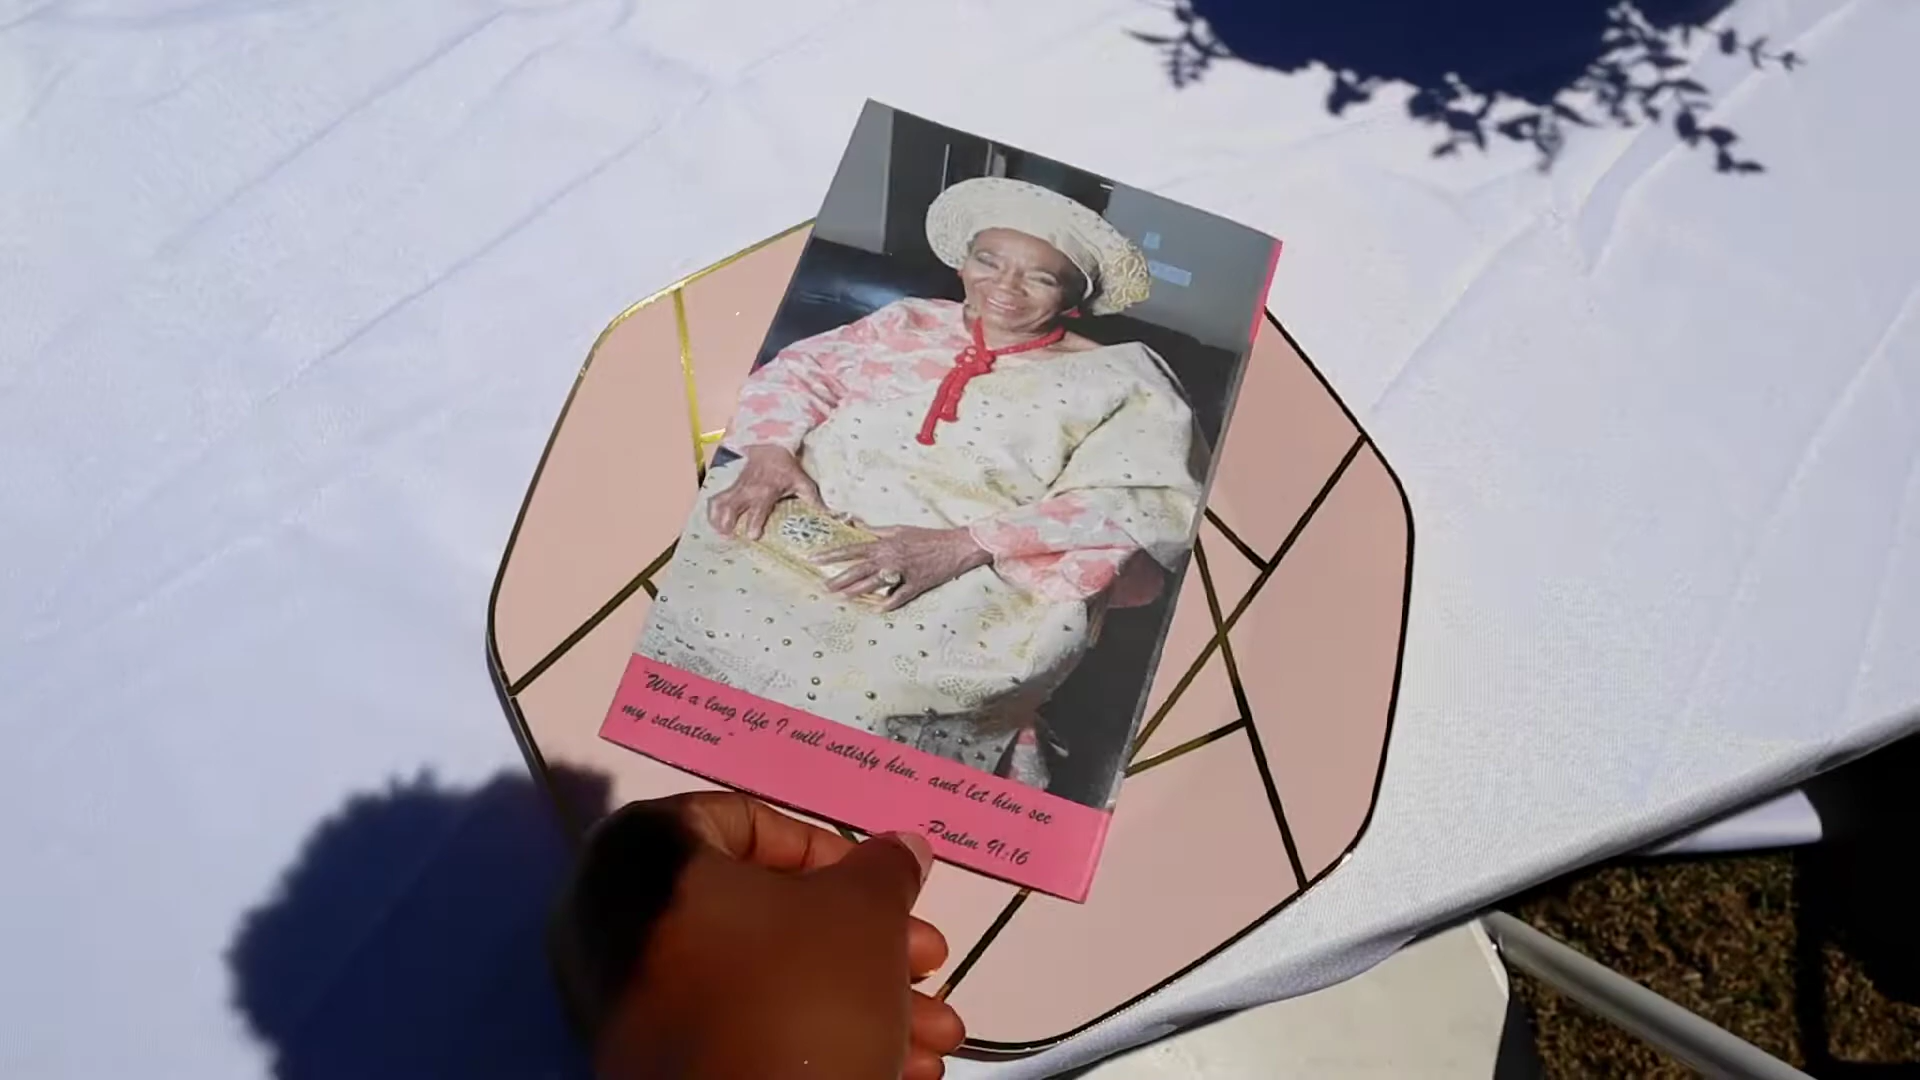 "With a long life I will satisfy him, and let him see
my salvation"
-Psalm 91:16